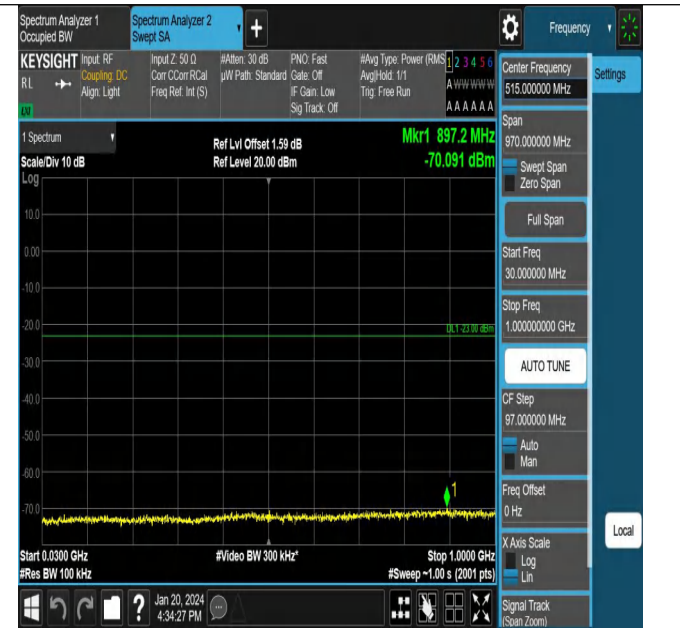 Spectrum Analyzer 1
Occupied BW
Spectrum Analyzer 2
Swept SA
Frequency
KEYSIGHT
RL
LXI
Input: RF
Coupling: DC
Align: Light
Input Z: 50 Ω
Corr CCorr RCal
Freq Ref: Int (S)
#Atten: 30 dB
µW Path: Standard
PNO: Fast
Gate: Off
IF Gain: Low
Sig Track: Off
#Avg Type: Power (RMS
Avg|Hold: 1/1
Trig: Free Run
1 2 3 4 5 6
A W W W W W
A A A A A A
1 Spectrum
Scale/Div 10 dB
Log
Ref Lvl Offset 1.59 dB
Ref Level 20.00 dBm
Mkr1 897.2 MHz
-70.091 dBm
10.0
0.00
-10.0
-20.0
-30.0
-40.0
-50.0
-60.0
-70.0
DL1 -23.00 dBm
1
Start 0.0300 GHz
#Res BW 100 kHz
#Video BW 300 kHz*
Stop 1.0000 GHz
#Sweep ~1.00 s (2001 pts)
Jan 20, 2024
4:34:27 PM
Center Frequency
515.000000 MHz
Settings
Span
970.000000 MHz
Swept Span
Zero Span
Full Span
Start Freq
30.000000 MHz
Stop Freq
1.000000000 GHz
AUTO TUNE
CF Step
97.000000 MHz
Auto
Man
Freq Offset
0 Hz
X Axis Scale
Log
Lin
Local
Signal Track
(Span Zoom)